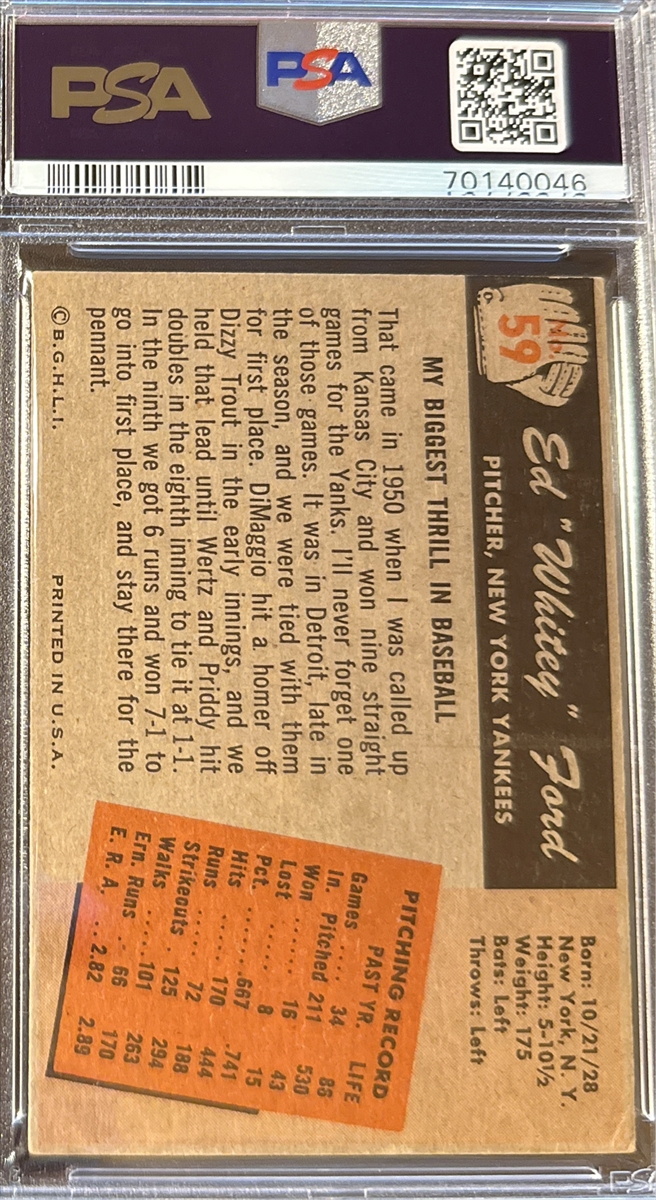 PSA
PSA
70140046
No.
59
Ed "Whitey" Ford
PITCHER, NEW YORK YANKEES
Born: 10/21/28
New York, N. Y.
Height: 5-10½
Weight: 175
Bats: Left
Throws: Left
MY BIGGEST THRILL IN BASEBALL
That came in 1950 when I was called up
from Kansas City and won nine straight
games for the Yanks. I'll never forget one
of those games. It was in Detroit, late in
the season, and we were tied with them
for first place. DiMaggio hit a homer off
Dizzy Trout in the early innings, and we
held that lead until Wertz and Priddy hit
doubles in the eighth inning to tie it at 1-1.
In the ninth we got 6 runs and won 7-1 to
go into first place, and stay there for the
pennant.
© B.G.H.L.I. PRINTED IN U.S.A.
PITCHING RECORD
PAST YR. LIFE
Games .... 34 86
In. Pitched 211 530
Won ...... 16 43
Lost ...... 8 15
Pct. ......667 .741
Hits ...... 170 444
Runs ..... 72 188
Strikeouts . 125 294
Walks .... 101 263
Ern. Runs . 66 170
E. R. A. .. 2.82 2.89